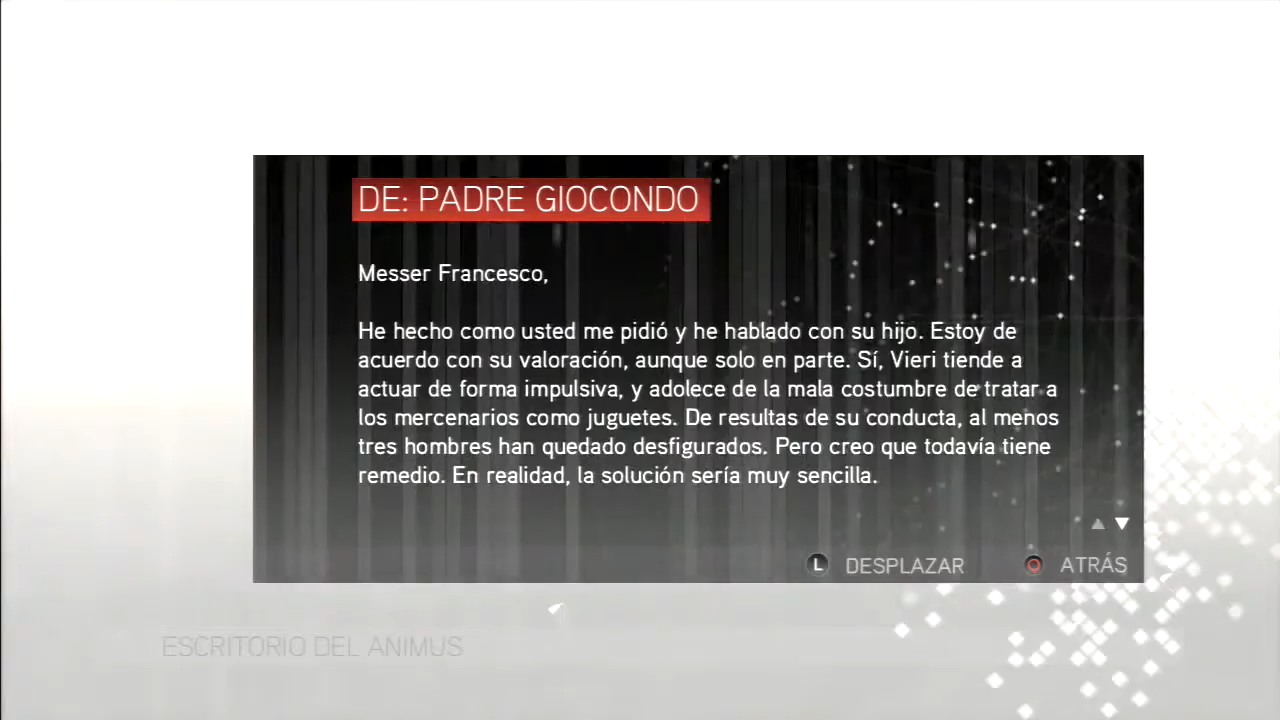 DE: PADRE GIOCONDO
Messer Francesco,
He hecho como usted me pidió y he hablado con su hijo. Estoy de
acuerdo con su valoración, aunque solo en parte. Sí, Vieri tiende a
actuar de forma impulsiva, y adolece de la mala costumbre de tratar a
los mercenarios como juguetes. De resultas de su conducta, al menos
tres hombres han quedado desfigurados. Pero creo que todavía tiene
remedio. En realidad, la solución sería muy sencilla.
L DESPLAZAR
ATRÁS
ESCRITORIO DEL ANIMUS